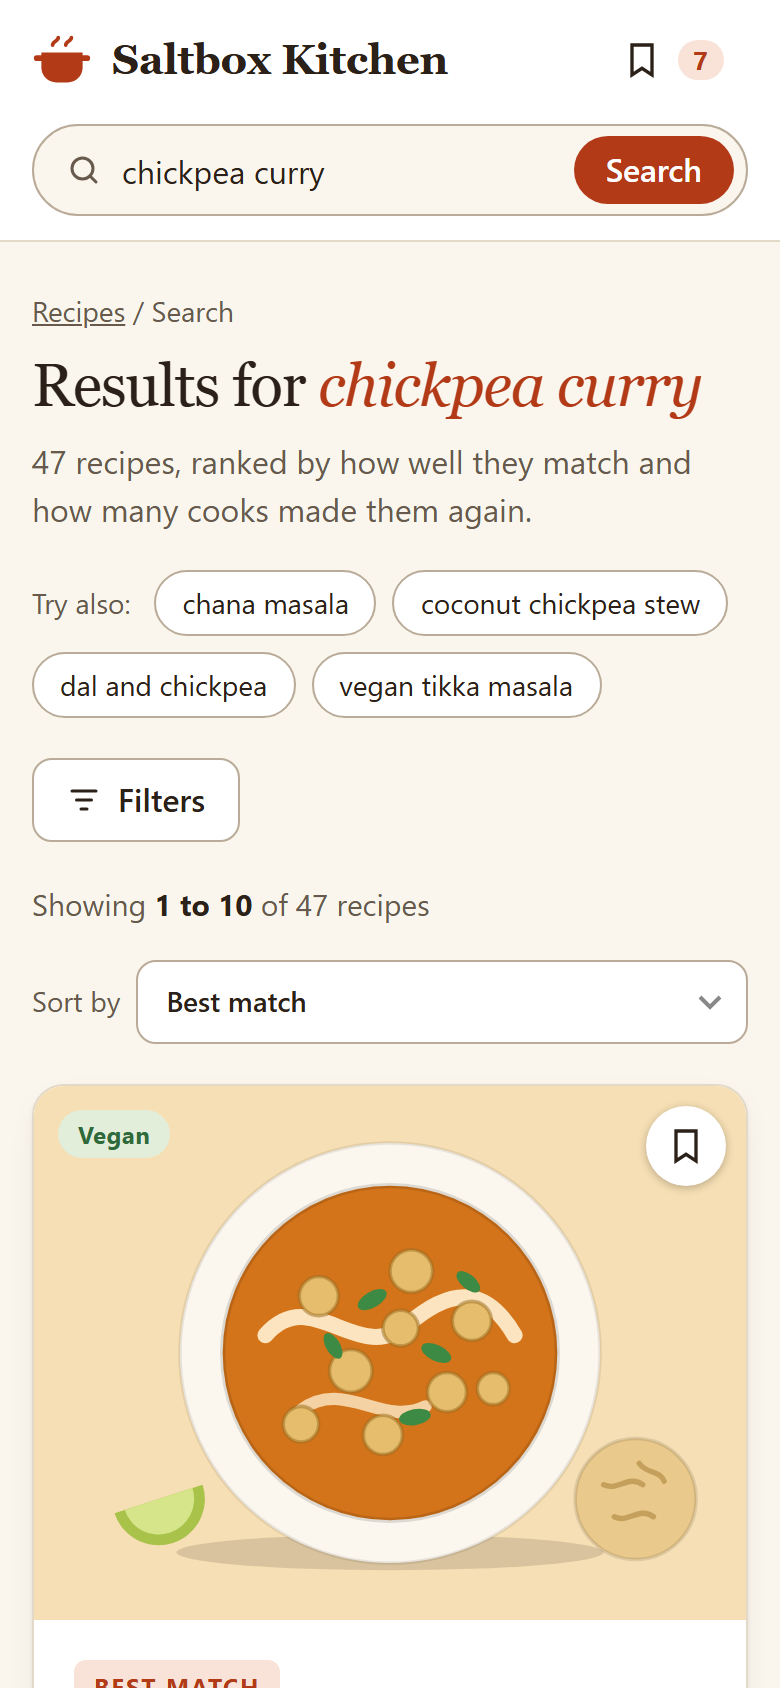 Saltbox Kitchen
7
chickpea curry
Search
Recipes / Search
Results for chickpea curry
47 recipes, ranked by how well they match and
how many cooks made them again.
Try also:
chana masala
coconut chickpea stew
dal and chickpea
vegan tikka masala
Filters
Showing 1 to 10 of 47 recipes
Sort by
Best match
Vegan
BEST MATCH